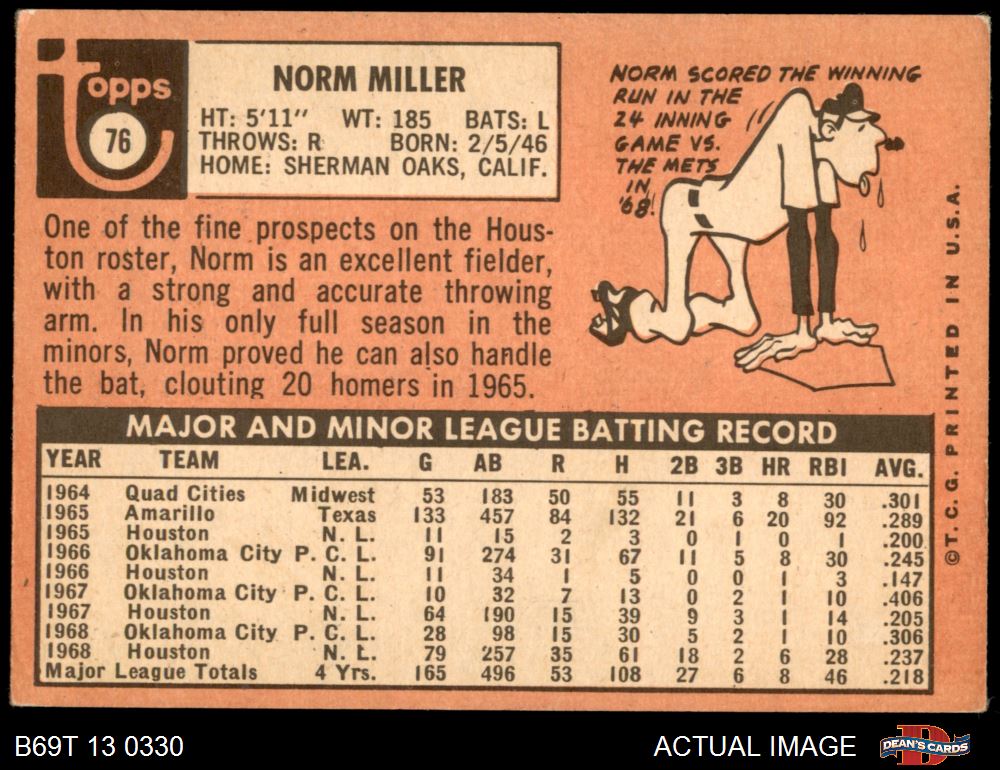 Topps
76
NORM MILLER
HT: 5'11" WT: 185 BATS: L
THROWS: R BORN: 2/5/46
HOME: SHERMAN OAKS, CALIF.
NORM SCORED THE WINNING
RUN IN THE
24 INNING
GAME VS.
THE METS
IN
'68!
One of the fine prospects on the Hous-
ton roster, Norm is an excellent fielder,
with a strong and accurate throwing
arm. In his only full season in the
minors, Norm proved he can also handle
the bat, clouting 20 homers in 1965.
MAJOR AND MINOR LEAGUE BATTING RECORD
YEAR TEAM LEA. G AB R H 2B 3B HR RBI AVG.
1964 Quad Cities Midwest 53 183 50 55 11 3 8 30 .301
1965 Amarillo Texas 133 457 84 132 21 6 20 92 .289
1965 Houston N. L. 11 15 2 3 0 1 0 1 .200
1966 Oklahoma City P. C. L. 91 274 31 67 11 5 8 30 .245
1966 Houston N. L. 11 34 1 5 0 0 1 3 .147
1967 Oklahoma City P. C. L. 10 32 7 13 0 2 1 10 .406
1967 Houston N. L. 64 190 15 39 9 3 1 14 .205
1968 Oklahoma City P. C. L. 28 98 15 30 5 2 1 10 .306
1968 Houston N. L. 79 257 35 61 18 2 6 28 .237
Major League Totals 4 Yrs. 165 496 53 108 27 6 8 46 .218
©T. C. G. PRINTED IN U.S.A.
B69T 13 0330
ACTUAL IMAGE
D
DEAN'S CARDS